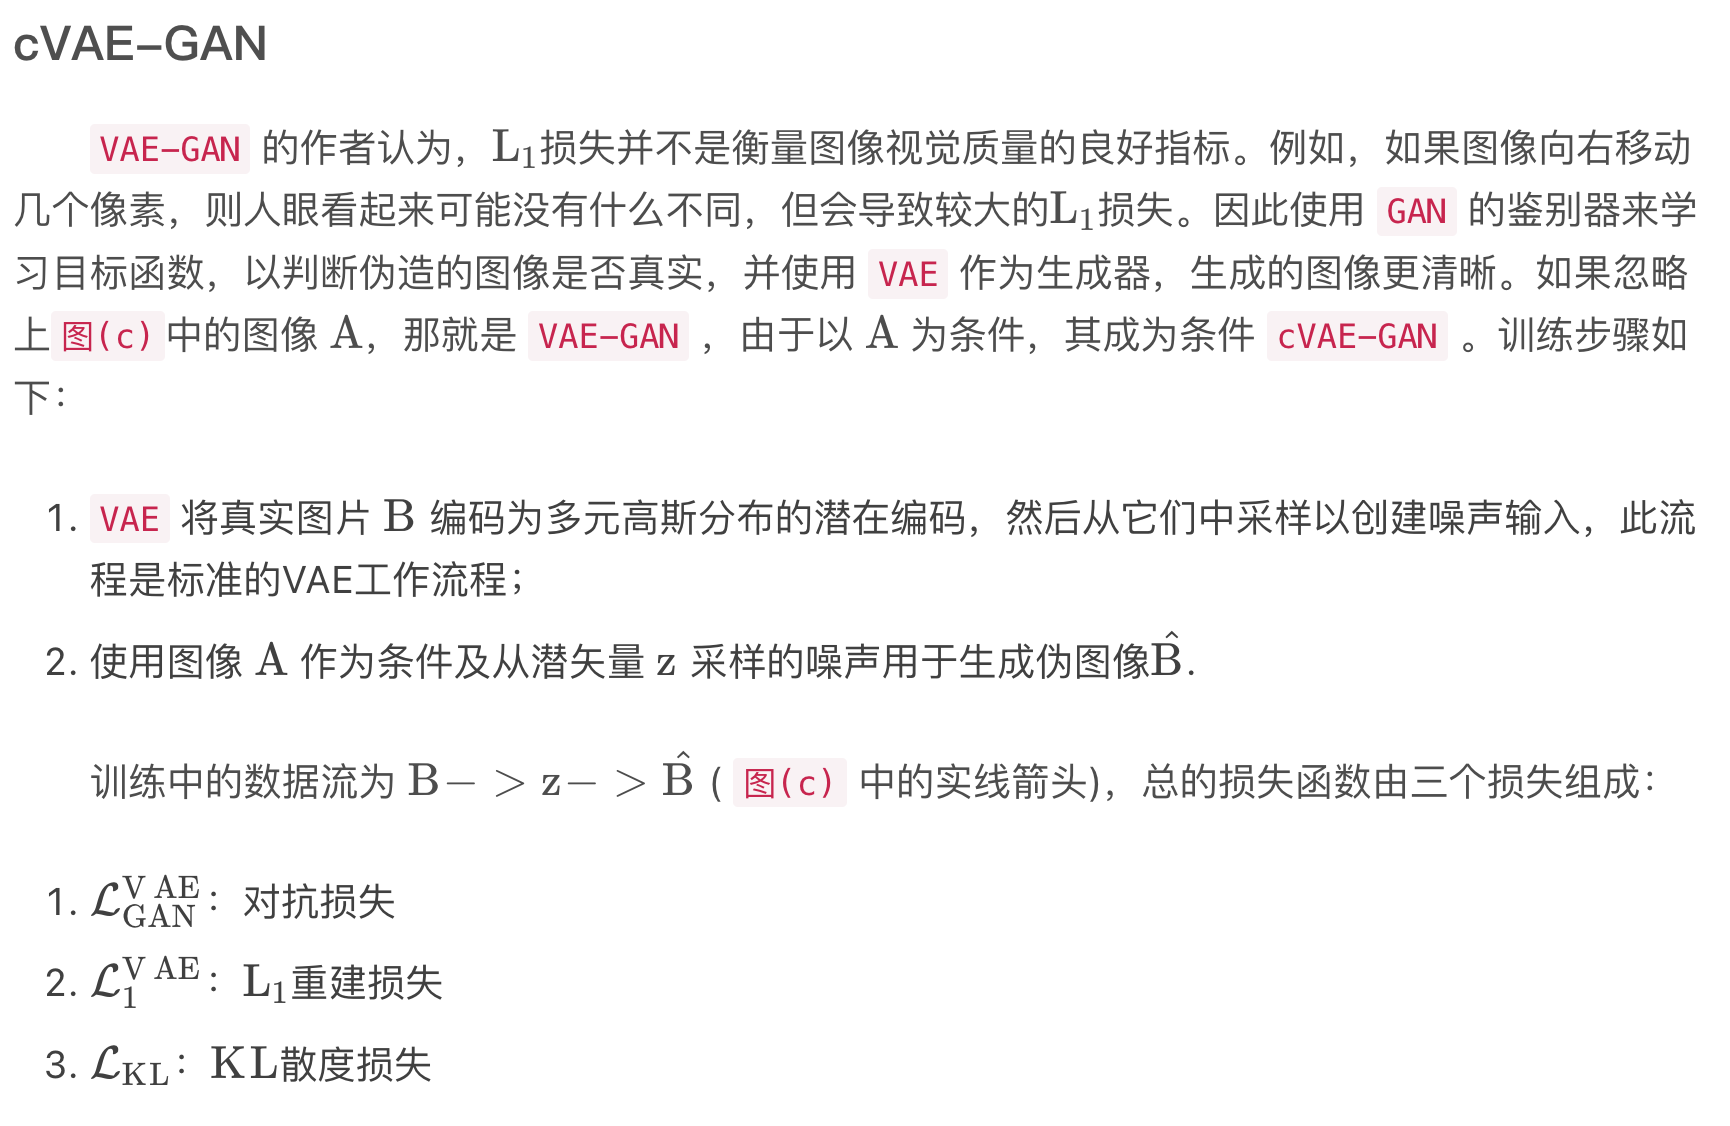 cVAE-GAN
VAE-GAN 的作者认为，L₁损失并不是衡量图像视觉质量的良好指标。例如，如果图像向右移动
几个像素，则人眼看起来可能没有什么不同，但会导致较大的L₁损失。因此使用 GAN 的鉴别器来学
习目标函数，以判断伪造的图像是否真实，并使用 VAE 作为生成器，生成的图像更清晰。如果忽略
上图(c)中的图像 A，那就是 VAE-GAN ，由于以 A 为条件，其成为条件 cVAE-GAN 。训练步骤如
下：
1. VAE 将真实图片 B 编码为多元高斯分布的潜在编码，然后从它们中采样以创建噪声输入，此流
程是标准的VAE工作流程；
2. 使用图像 A 作为条件及从潜矢量 z 采样的噪声用于生成伪图像B̂.
训练中的数据流为 B− > z− > B̂ ( 图(c) 中的实线箭头)，总的损失函数由三个损失组成：
1. ℒ_GAN^VAE：对抗损失
2. ℒ_1^VAE：L₁重建损失
3. ℒ_KL：KL散度损失